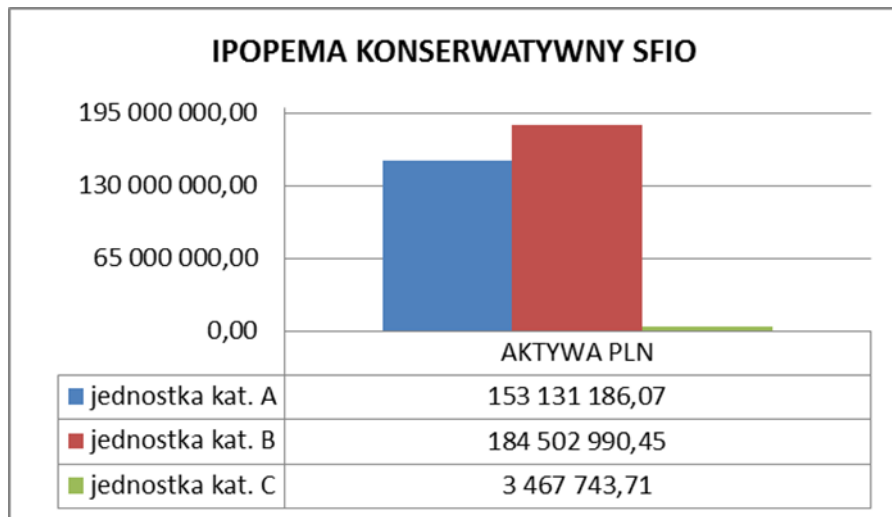 IPOPEMA KONSERWATYWNY SFIO
195 000 000,00
130 000 000,00
65 000 000,00
0,00
AKTYWA PLN
jednostka kat. A 153 131 186,07
jednostka kat. B 184 502 990,45
jednostka kat. C 3 467 743,71